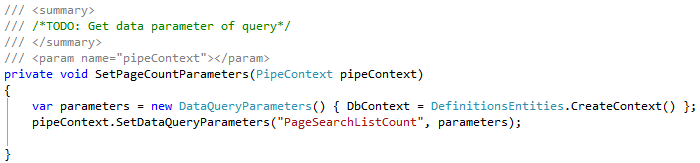 /// <summary>
/// /*TODO: Get data parameter of query*/
/// </summary>
/// <param name="pipeContext"></param>
private void SetPageCountParameters(PipeContext pipeContext)
{
    var parameters = new DataQueryParameters() { DbContext = DefinitionsEntities.CreateContext() };
    pipeContext.SetDataQueryParameters("PageSearchListCount", parameters);
}